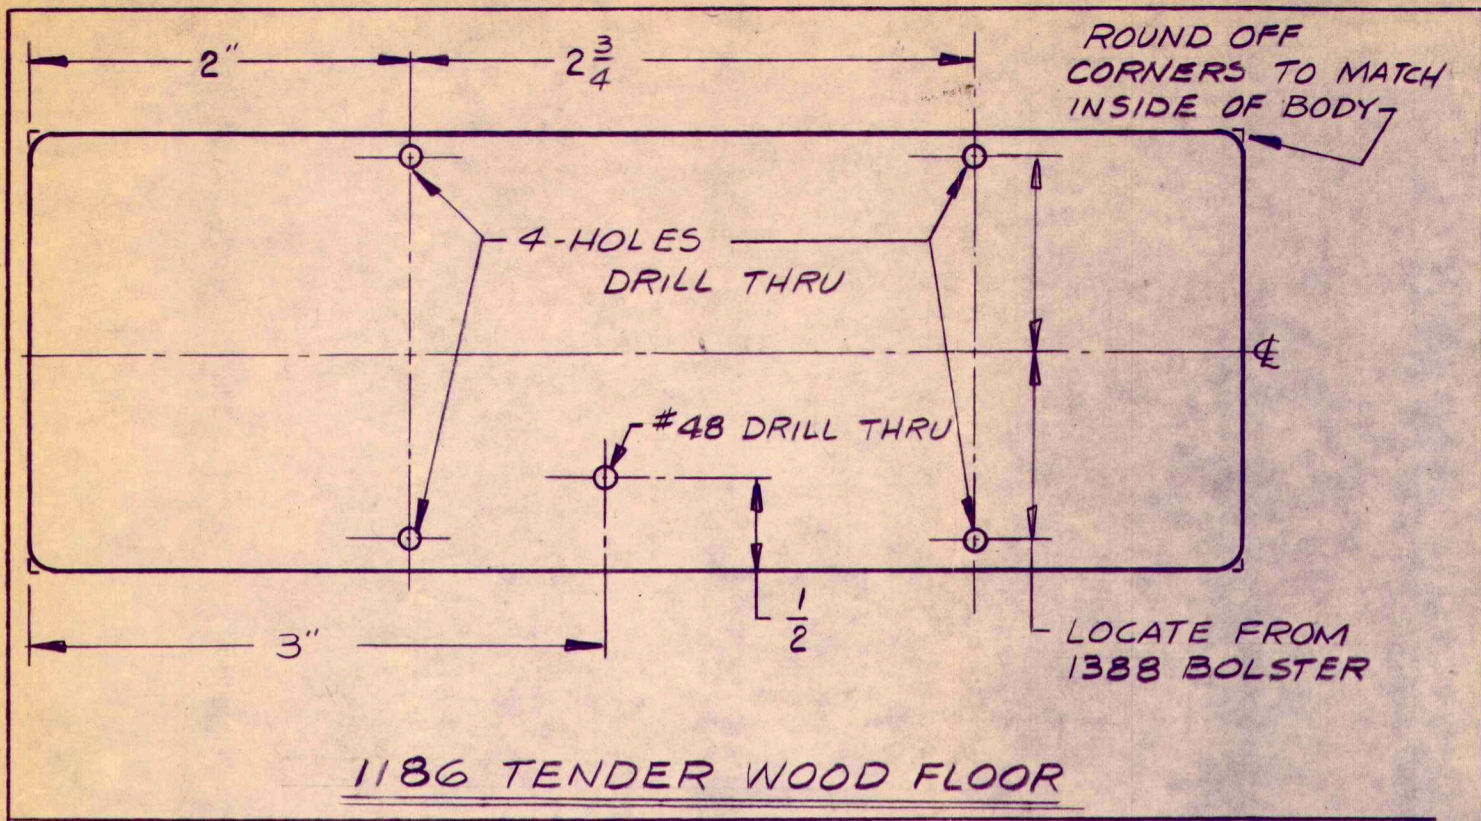 2"
2 3/4
ROUND OFF
CORNERS TO MATCH
INSIDE OF BODY
4-HOLES
DRILL THRU
℄
#48 DRILL THRU
1/2
3"
LOCATE FROM
1388 BOLSTER
1186 TENDER WOOD FLOOR